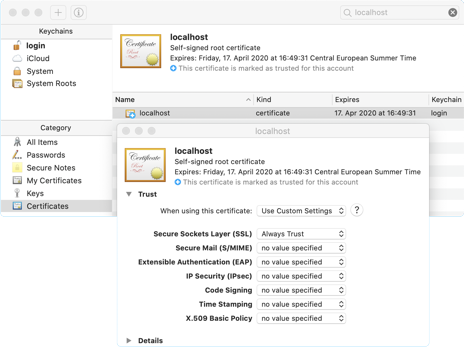 localhost
Keychains
login
iCloud
System
System Roots
Certificate
localhost
Self-signed root certificate
Expires: Friday, 17. April 2020 at 16:49:31 Central European Summer Time
This certificate is marked as trusted for this account
Name Kind Expires Keychain
localhost certificate 17. Apr 2020 at 16:49:31 login
Category
All Items
Passwords
Secure Notes
My Certificates
Keys
Certificates
localhost
Certificate
localhost
Self-signed root certificate
Expires: Friday, 17. April 2020 at 16:49:31 Central European Summer Time
This certificate is marked as trusted for this account
Trust
When using this certificate: Use Custom Settings ?
Secure Sockets Layer (SSL) Always Trust
Secure Mail (S/MIME) no value specified
Extensible Authentication (EAP) no value specified
IP Security (IPsec) no value specified
Code Signing no value specified
Time Stamping no value specified
X.509 Basic Policy no value specified
Details